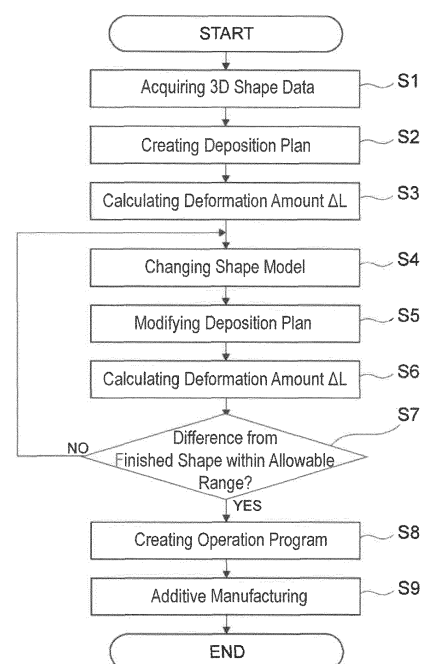 START
Acquiring 3D Shape Data
S1
Creating Deposition Plan
S2
Calculating Deformation Amount ΔL
S3
Changing Shape Model
S4
Modifying Deposition Plan
S5
Calculating Deformation Amount ΔL
S6
Difference from
Finished Shape within Allowable
Range?
S7
NO
YES
Creating Operation Program
S8
Additive Manufacturing
S9
END